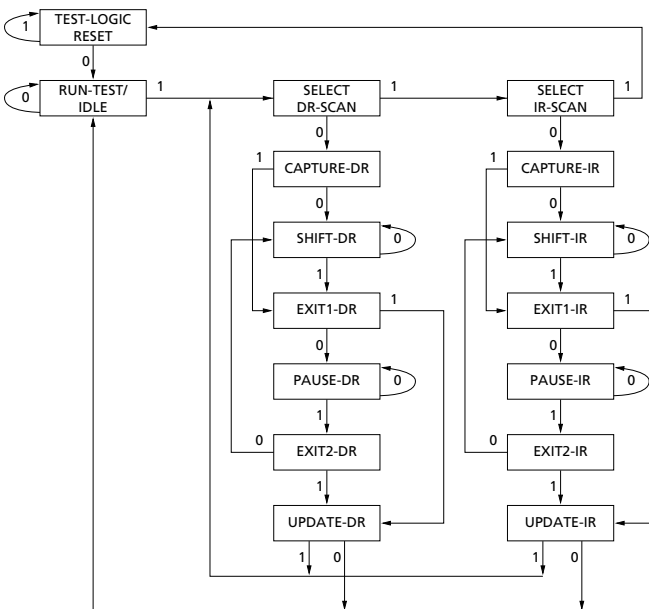 TEST-LOGIC
RESET
1
0
RUN-TEST/
IDLE
0
1
SELECT
DR-SCAN
1
SELECT
IR-SCAN
1
0
0
1
CAPTURE-DR
1
CAPTURE-IR
0
0
SHIFT-DR
0
SHIFT-IR
0
1
1
EXIT1-DR
1
EXIT1-IR
1
0
0
PAUSE-DR
0
PAUSE-IR
0
1
1
0
EXIT2-DR
0
EXIT2-IR
1
1
UPDATE-DR
UPDATE-IR
1
0
1
0